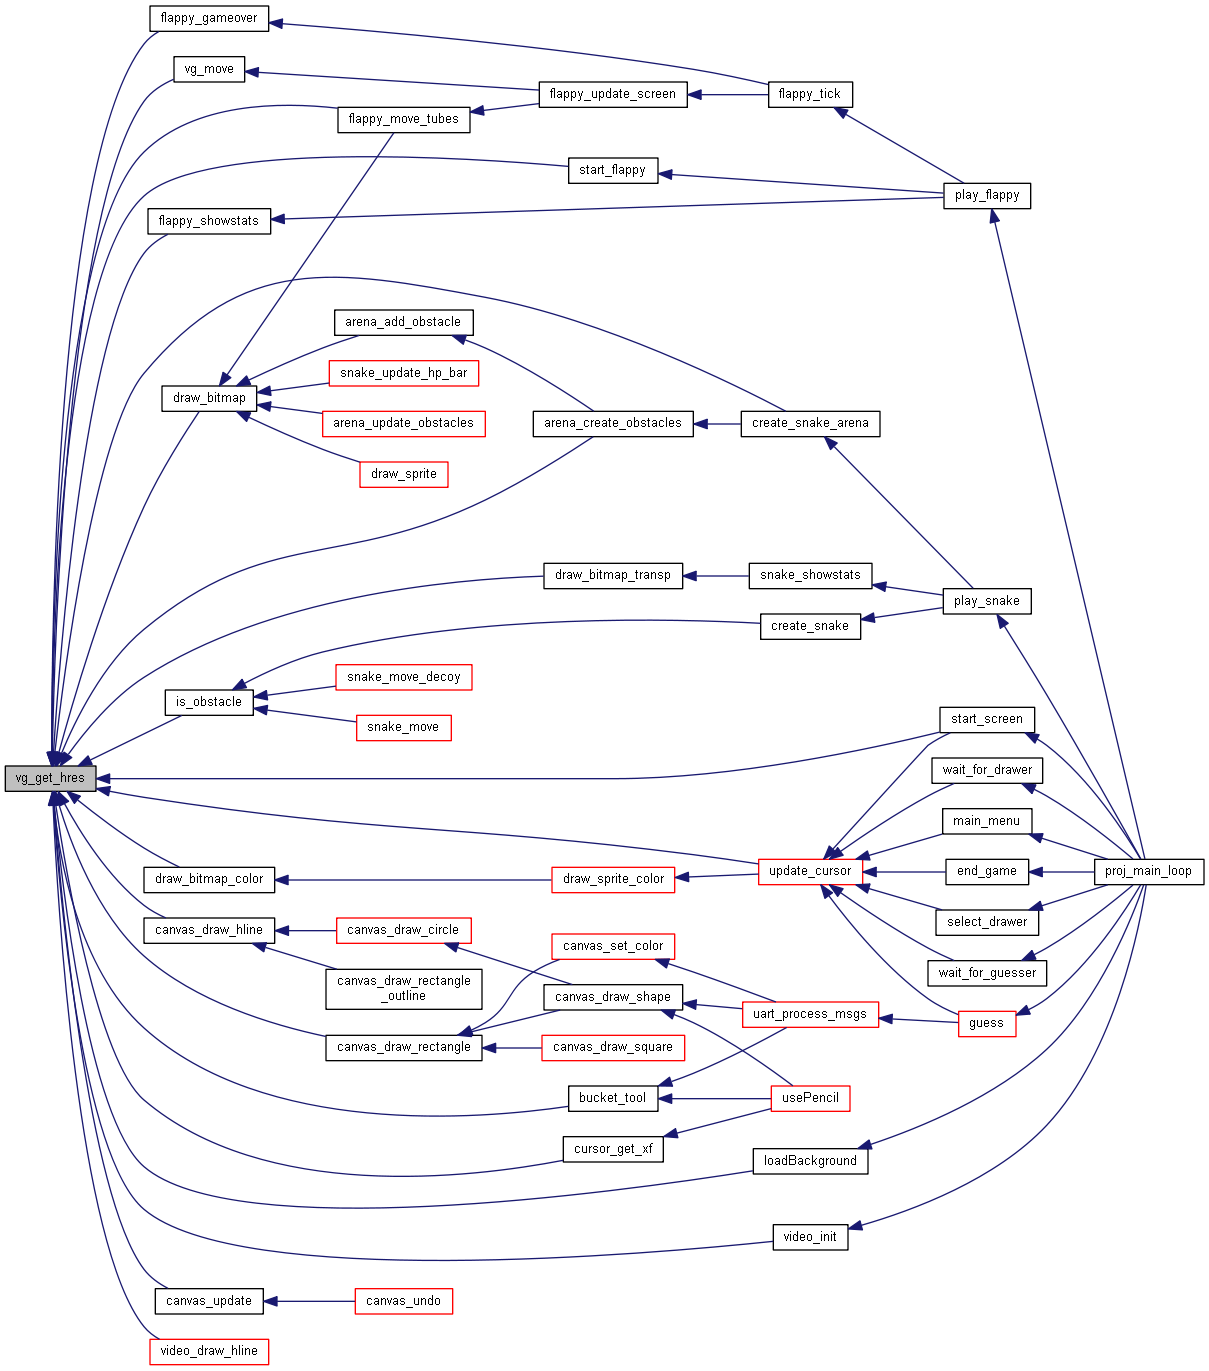 flappy_gameover
vg_move
flappy_update_screen
flappy_tick
flappy_move_tubes
start_flappy
play_flappy
flappy_showstats
arena_add_obstacle
snake_update_hp_bar
draw_bitmap
arena_update_obstacles
arena_create_obstacles
create_snake_arena
draw_sprite
draw_bitmap_transp
snake_showstats
play_snake
create_snake
snake_move_decoy
is_obstacle
snake_move
start_screen
vg_get_hres
wait_for_drawer
main_menu
update_cursor
end_game
proj_main_loop
draw_bitmap_color
draw_sprite_color
select_drawer
canvas_draw_hline
canvas_draw_circle
canvas_set_color
wait_for_guesser
canvas_draw_rectangle
_outline
canvas_draw_shape
uart_process_msgs
guess
canvas_draw_rectangle
canvas_draw_square
bucket_tool
usePencil
cursor_get_xf
loadBackground
video_init
canvas_update
canvas_undo
video_draw_hline